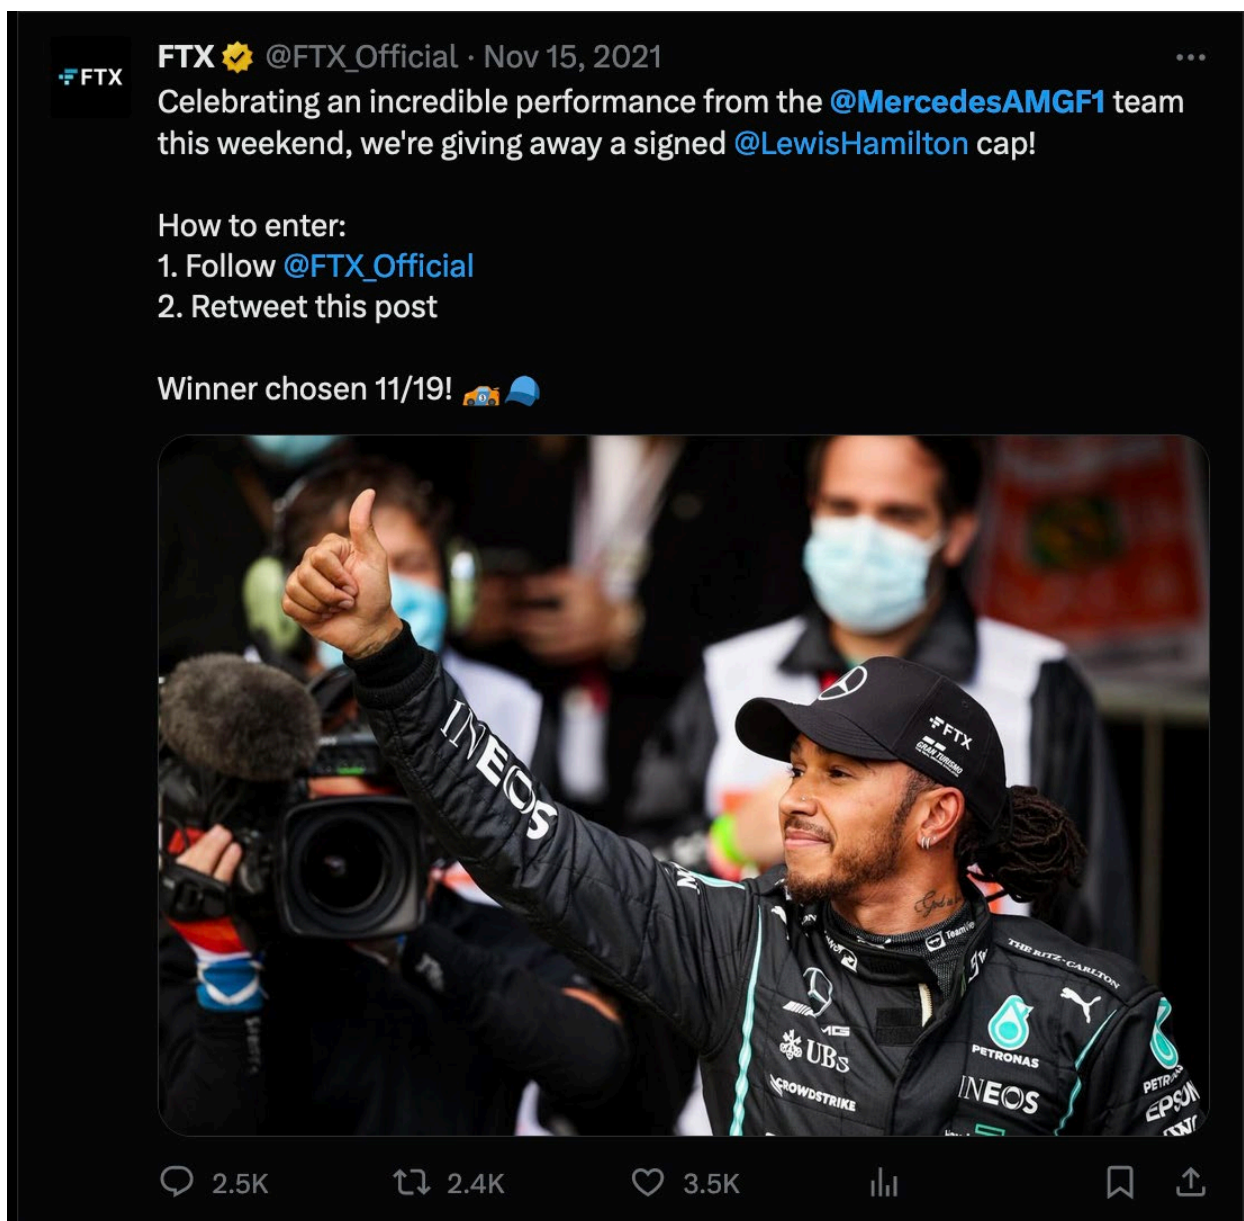 FTX
FTX @FTX_Official · Nov 15, 2021
Celebrating an incredible performance from the @MercedesAMGF1 team
this weekend, we're giving away a signed @LewisHamilton cap!
How to enter:
1. Follow @FTX_Official
2. Retweet this post
Winner chosen 11/19!
FTX
GRAN TURISMO
INEOS
THE RITZ-CARLTON
UBS
PETRONAS
CROWDSTRIKE
INEOS
EPSON
2.5K
2.4K
3.5K